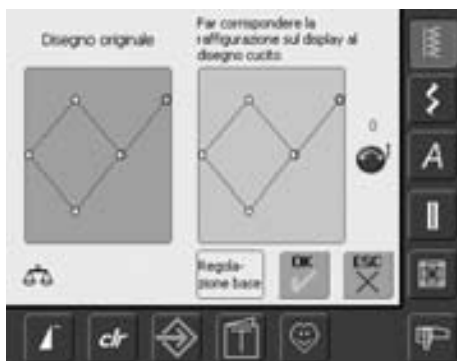 Disegno originale
Far corrispondere la
raffigurazione sul display al
disegno cucito
0
Regola-
zione base
OK
ESC
A
clr